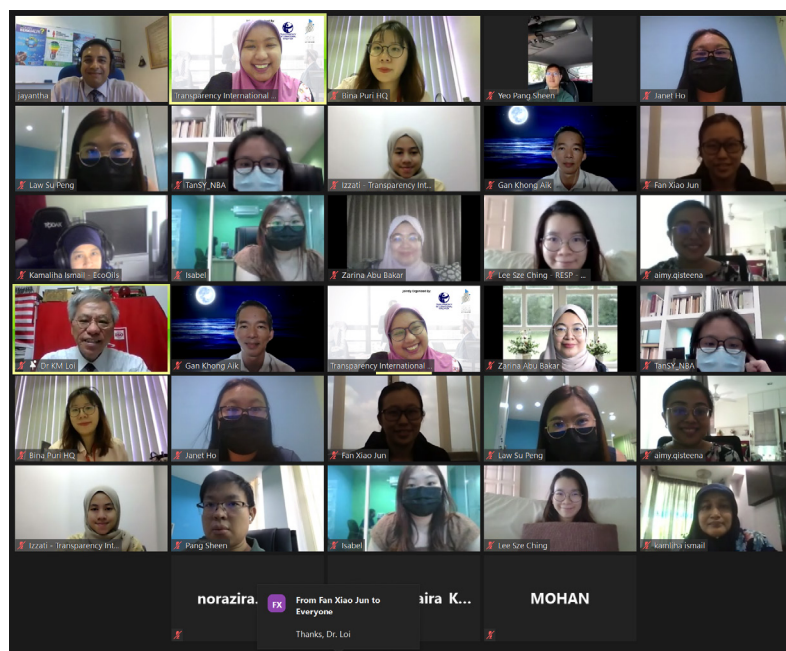 jayantha
Transparency International ...
Bina Puri HQ
Yeo Pang Sheen
Janet Ho
Law Su Peng
TanSY_NBA
Izzati - Transparency Int...
Gan Khong Aik
Fan Xiao Jun
Kamaliha Ismail - EcoOils
Isabel
Zarina Abu Bakar
Lee Sze Ching - RESP - ...
aimy.qisteena
Dr KM Loi
Gan Khong Aik
Transparency International ...
Zarina Abu Bakar
TanSY_NBA
Bina Puri HQ
Janet Ho
Fan Xiao Jun
Law Su Peng
aimy.qisteena
Izzati - Transparency Int...
Pang Sheen
Isabel
Lee Sze Ching
kamliha ismail
norazira.
aira K...
MOHAN
FX
From Fan Xiao Jun to
Everyone
Thanks, Dr. Loi